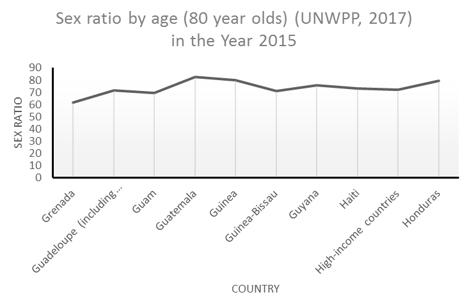 Sex ratio by age (80 year olds) (UNWPP, 2017)
in the Year 2015
90
80
70
60
50
40
30
20
10
0
SEX RATIO
Grenada
Guadeloupe (including...
Guam
Guatemala
Guinea
Guinea-Bissau
Guyana
Haiti
High-income countries
Honduras
COUNTRY